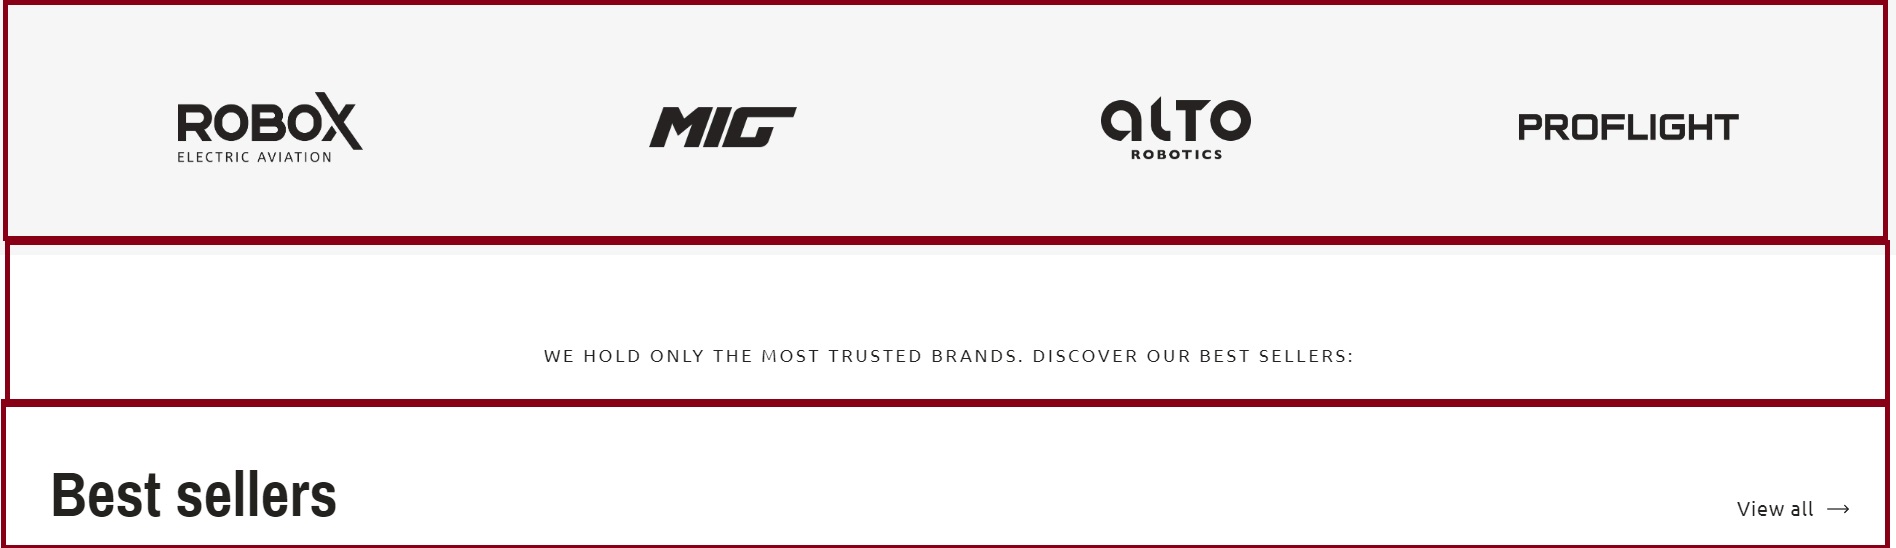 ROBOX
ELECTRIC AVIATION
MIG
alTO
ROBOTICS
PROFLIGHT
WE HOLD ONLY THE MOST TRUSTED BRANDS. DISCOVER OUR BEST SELLERS:
Best sellers
View all →